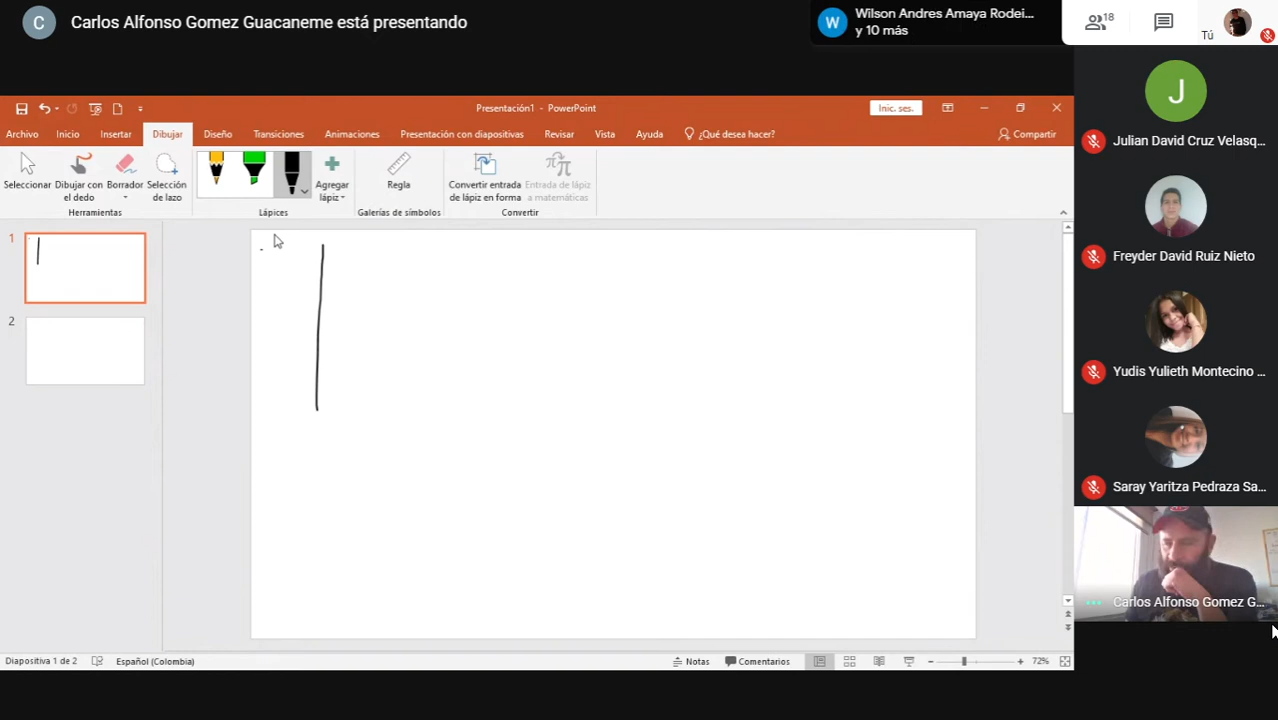 C
Carlos Alfonso Gomez Guacaneme está presentando
W
Wilson Andres Amaya Rodei...
y 10 más
18
Tú
Presentación1 - PowerPoint
Inic. ses.
Archivo
Inicio
Insertar
Dibujar
Diseño
Transiciones
Animaciones
Presentación con diapositivas
Revisar
Vista
Ayuda
¿Qué desea hacer?
Compartir
Seleccionar
Dibujar con
el dedo
Borrador
Selección
de lazo
Agregar
lápiz
Regla
Convertir entrada
de lápiz en forma
Entrada de lápiz
a matemáticas
Herramientas
Lápices
Galerías de símbolos
Convertir
1
2
J
Julian David Cruz Velasq...
Freyder David Ruiz Nieto
Yudis Yulieth Montecino ...
Saray Yaritza Pedraza Sa...
Carlos Alfonso Gomez G...
Diapositiva 1 de 2
Español (Colombia)
Notas
Comentarios
72%